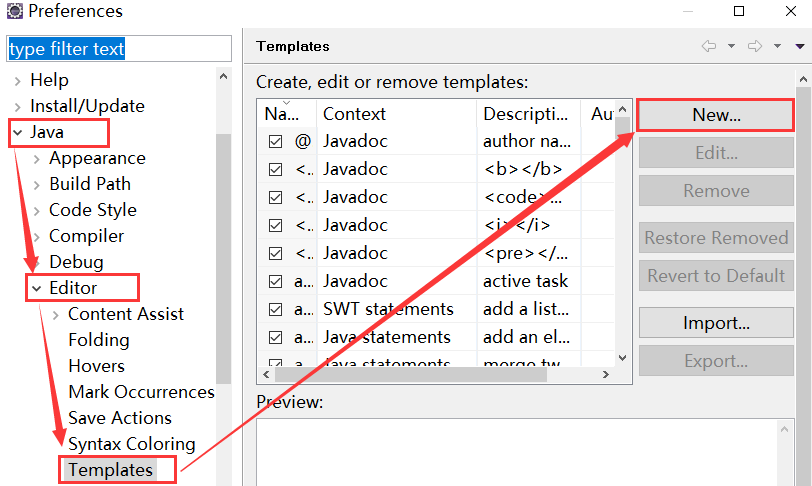 Preferences
type filter text
Help
Install/Update
Java
Appearance
Build Path
Code Style
Compiler
Debug
Editor
Content Assist
Folding
Hovers
Mark Occurrences
Save Actions
Syntax Coloring
Templates
Templates
Create, edit or remove templates:
Na... Context Descripti... Au
@ Javadoc author na...
<.. Javadoc <b></b>
<.. Javadoc <code>...
<.. Javadoc <i></i>
<.. Javadoc <pre></...
a... Javadoc active task
a... SWT statements add a list...
a... Java statements add an el...
a... Java statements merge tw...
New...
Edit...
Remove
Restore Removed
Revert to Default
Import...
Export...
Preview: